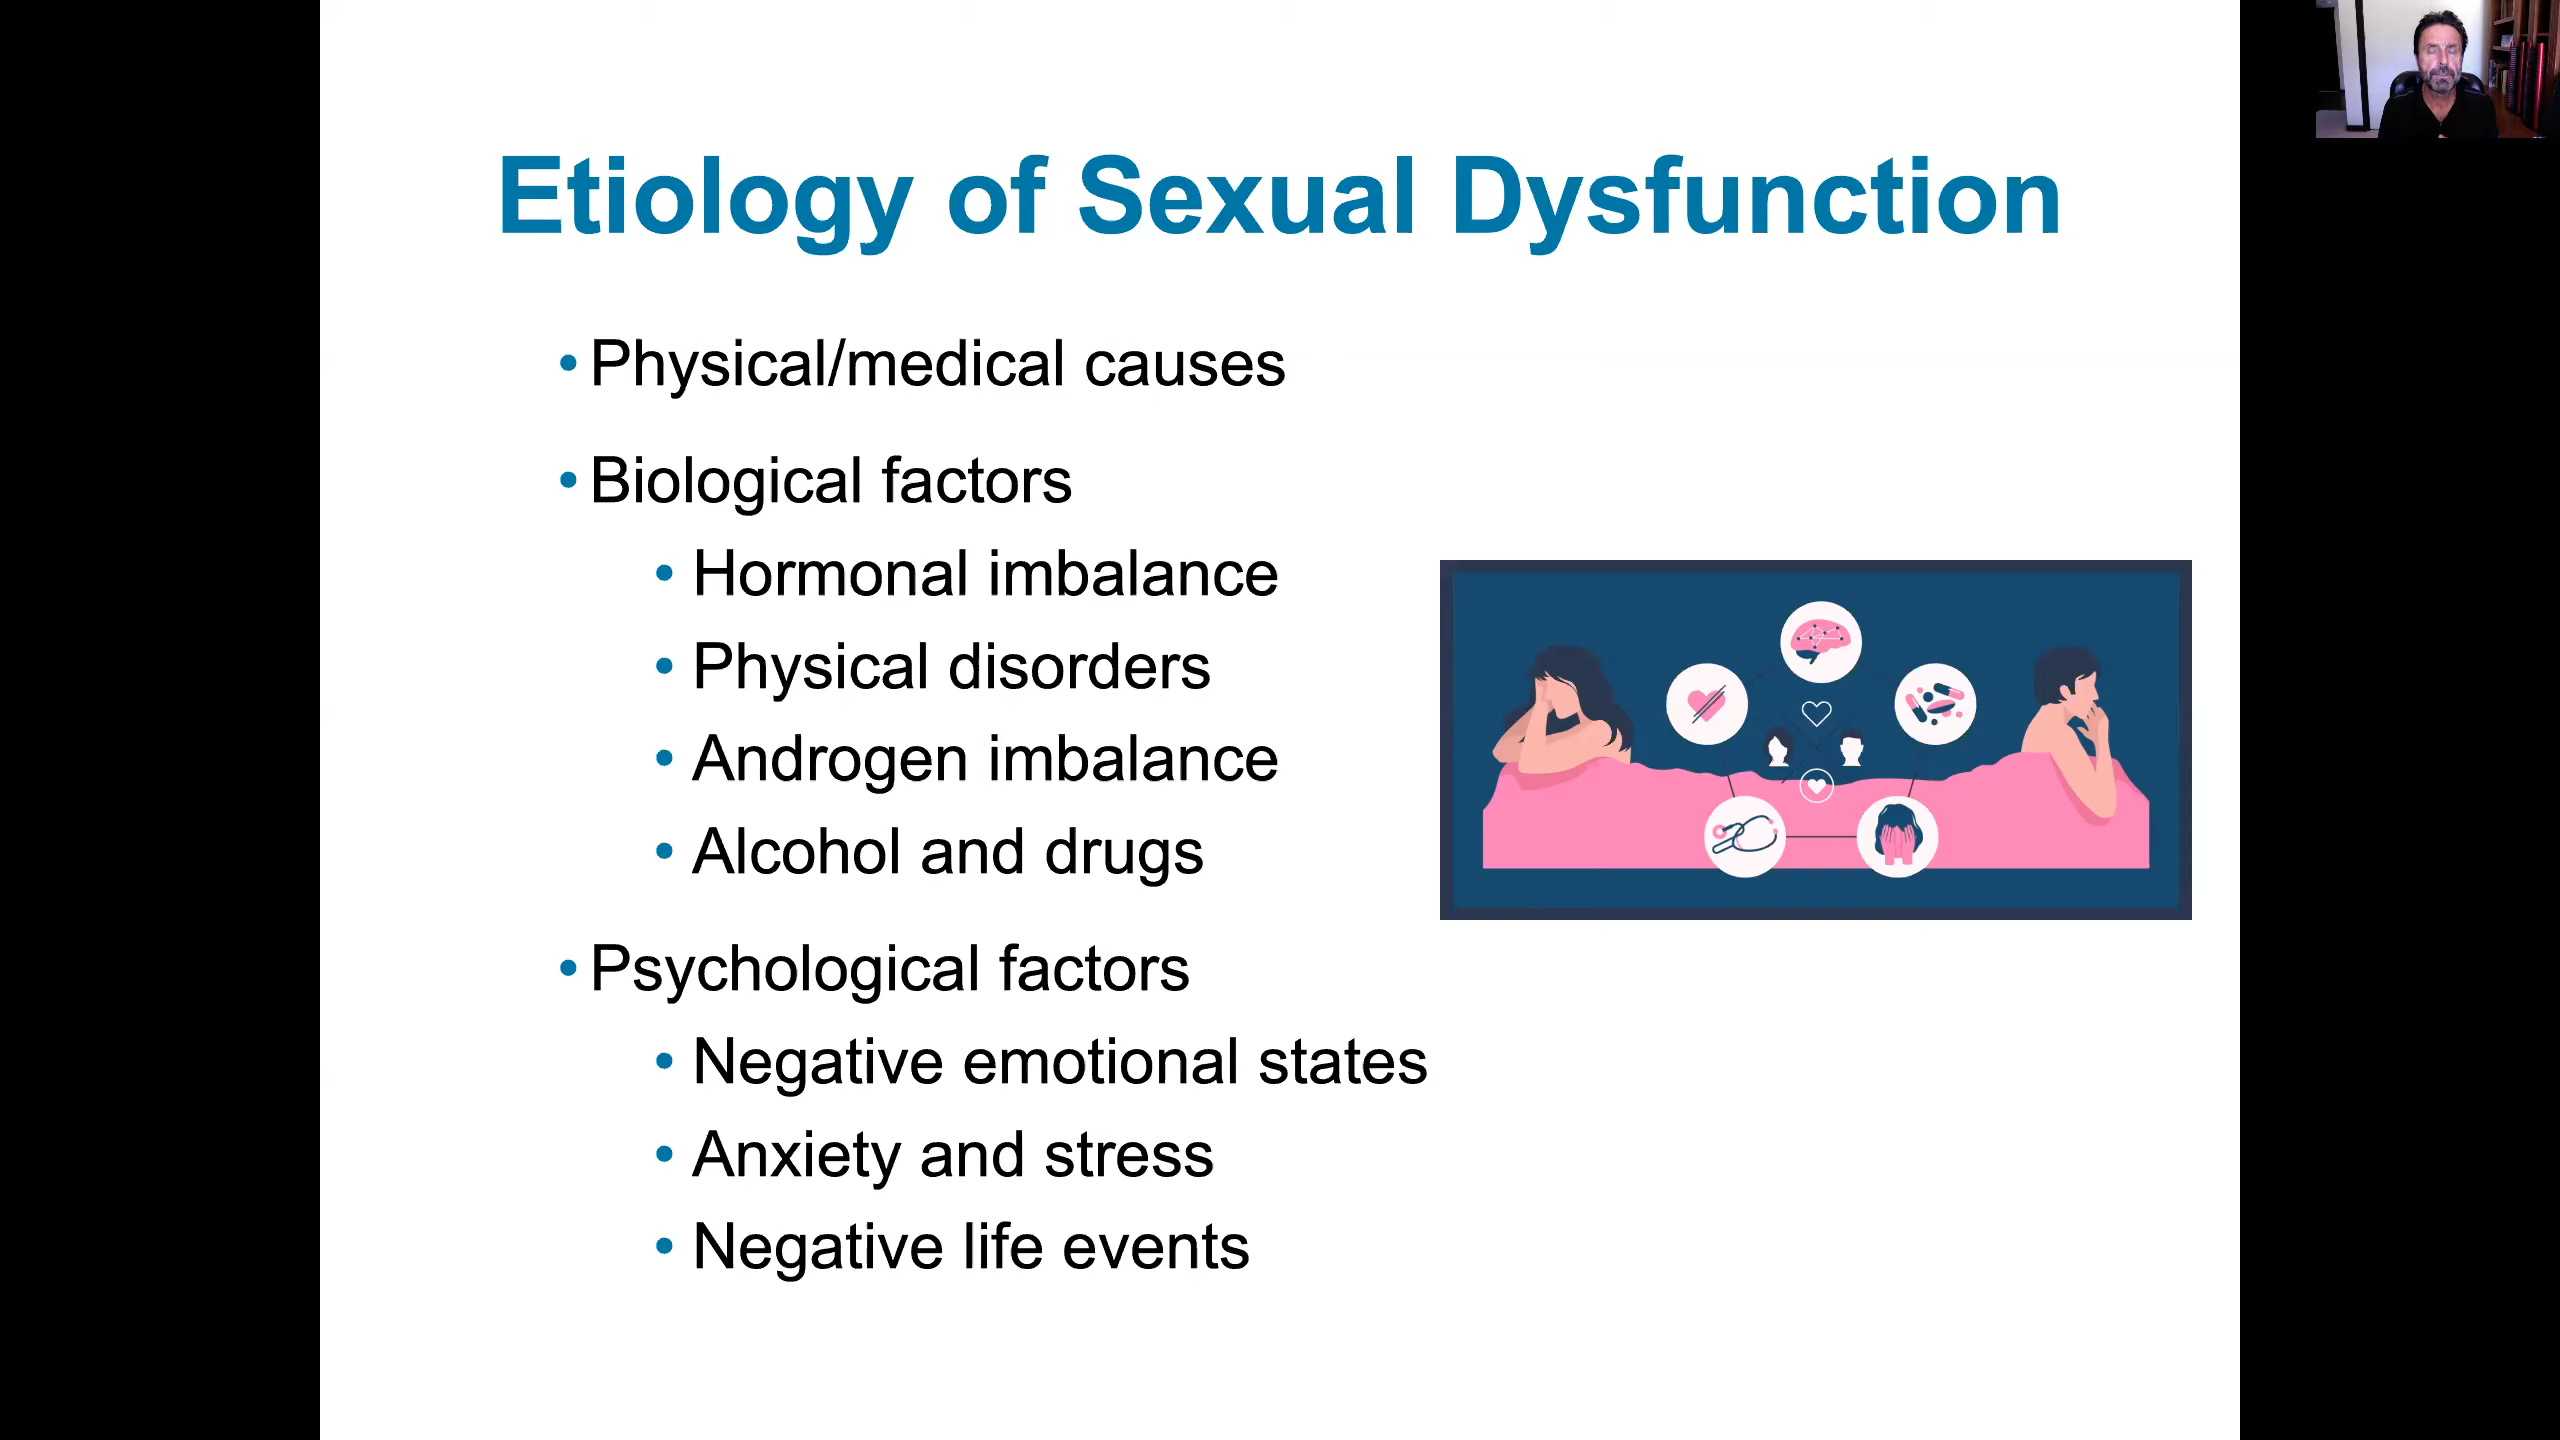 Etiology of Sexual Dysfunction
• Physical/medical causes
• Biological factors
• Hormonal imbalance
• Physical disorders
• Androgen imbalance
• Alcohol and drugs
• Psychological factors
• Negative emotional states
• Anxiety and stress
• Negative life events